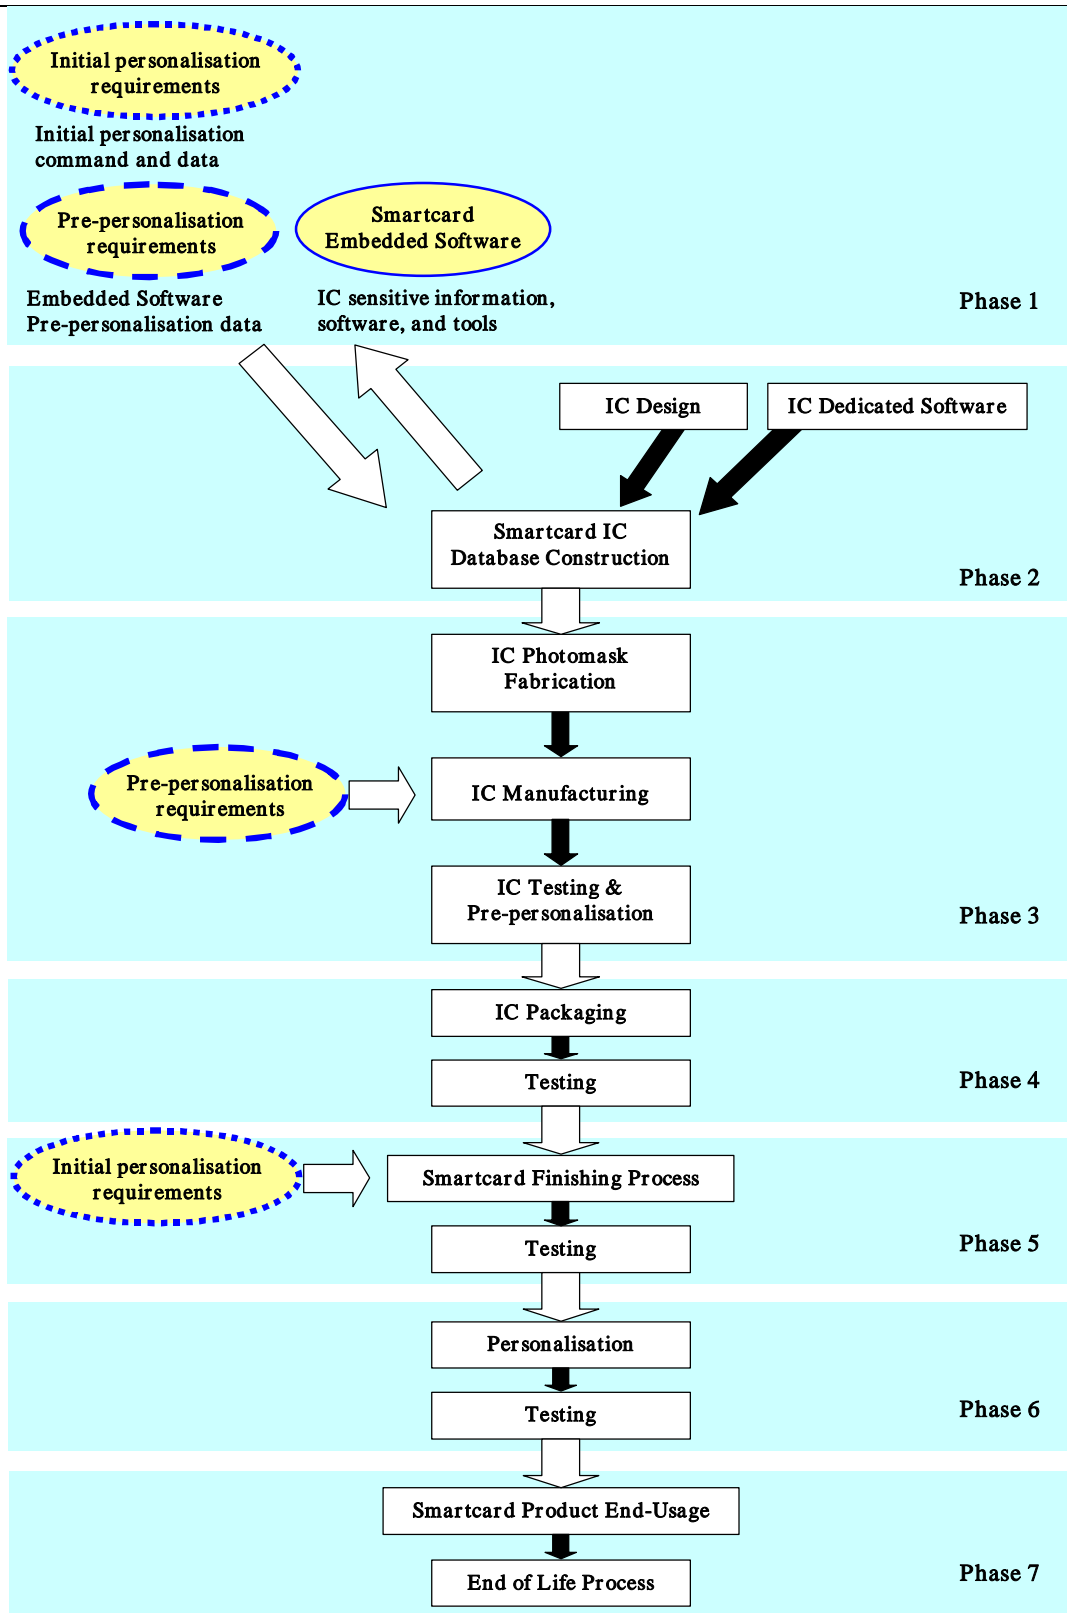 Initial personalisation
requirements
Initial personalisation
command and data
Pre-personalisation
requirements
Smartcard
Embedded Software
Embedded Software
Pre-personalisation data
IC sensitive information,
software, and tools
Phase 1
IC Design
IC Dedicated Software
Smartcard IC
Database Construction
Phase 2
IC Photomask
Fabrication
Pre-personalisation
requirements
IC Manufacturing
IC Testing &
Pre-personalisation
Phase 3
IC Packaging
Testing
Phase 4
Initial personalisation
requirements
Smartcard Finishing Process
Testing
Phase 5
Personalisation
Testing
Phase 6
Smartcard Product End-Usage
End of Life Process
Phase 7